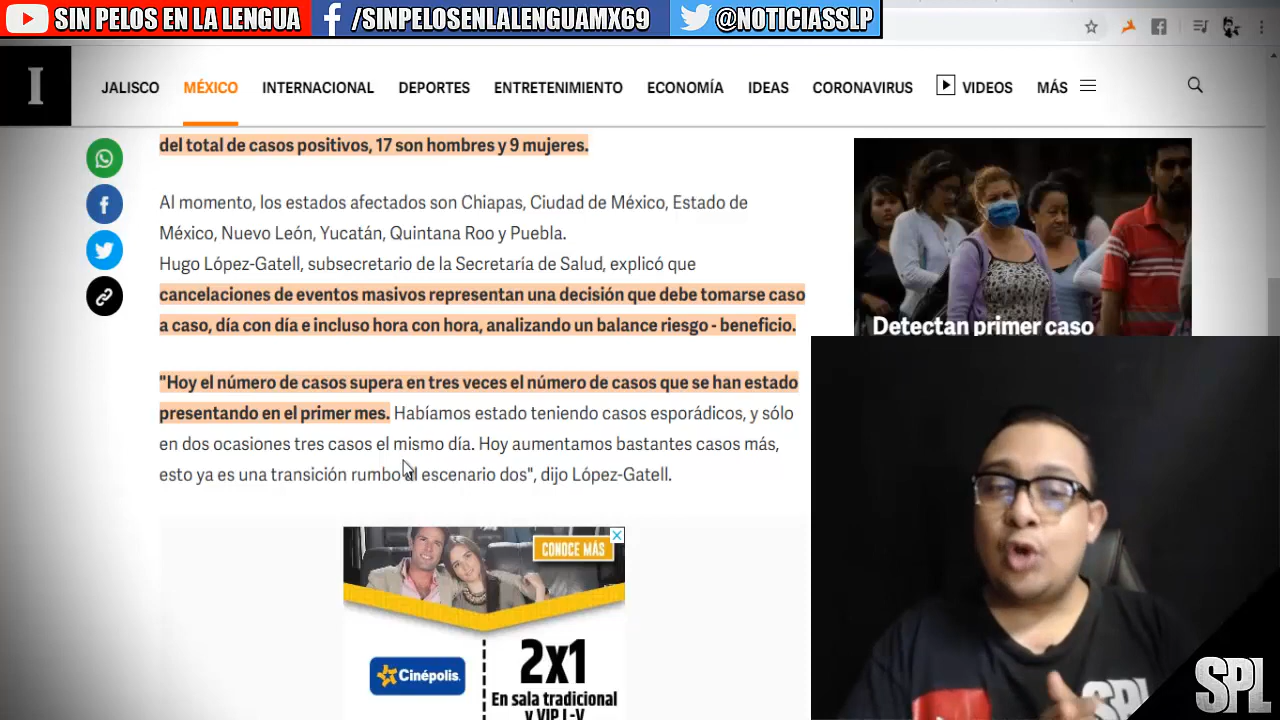 SIN PELOS EN LA LENGUA
/SINPELOSENLALENGUAMX69
@NOTICIASSLP
I
JALISCO MÉXICO INTERNACIONAL DEPORTES ENTRETENIMIENTO ECONOMÍA IDEAS CORONAVIRUS VIDEOS MÁS
del total de casos positivos, 17 son hombres y 9 mujeres.
Al momento, los estados afectados son Chiapas, Ciudad de México, Estado de
México, Nuevo León, Yucatán, Quintana Roo y Puebla.
Hugo López-Gatell, subsecretario de la Secretaría de Salud, explicó que
cancelaciones de eventos masivos representan una decisión que debe tomarse caso
a caso, día con día e incluso hora con hora, analizando un balance riesgo - beneficio.
"Hoy el número de casos supera en tres veces el número de casos que se han estado
presentando en el primer mes. Habíamos estado teniendo casos esporádicos, y sólo
en dos ocasiones tres casos el mismo día. Hoy aumentamos bastantes casos más,
esto ya es una transición rumbo al escenario dos", dijo López-Gatell.
Detectan primer caso
CONOCE MÁS
Cinépolis.
2x1
En sala tradicional
y VIP L-V
SPL
SPL